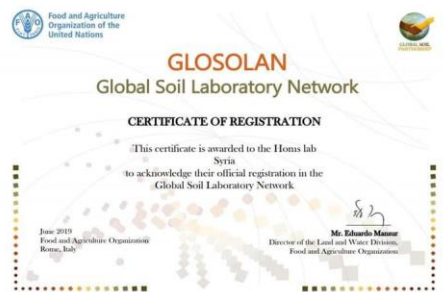 Food and Agriculture
Organization of the
United Nations
GLOBAL SOIL
PARTNERSHIP
GLOSOLAN
Global Soil Laboratory Network
CERTIFICATE OF REGISTRATION
This certificate is awarded to the Homs lab
Syria
to acknowledge their official registration in the
Global Soil Laboratory Network
June 2019
Food and Agriculture Organization
Rome, Italy
Mr. Eduardo Mansur
Director of the Land and Water Division,
Food and Agriculture Organization